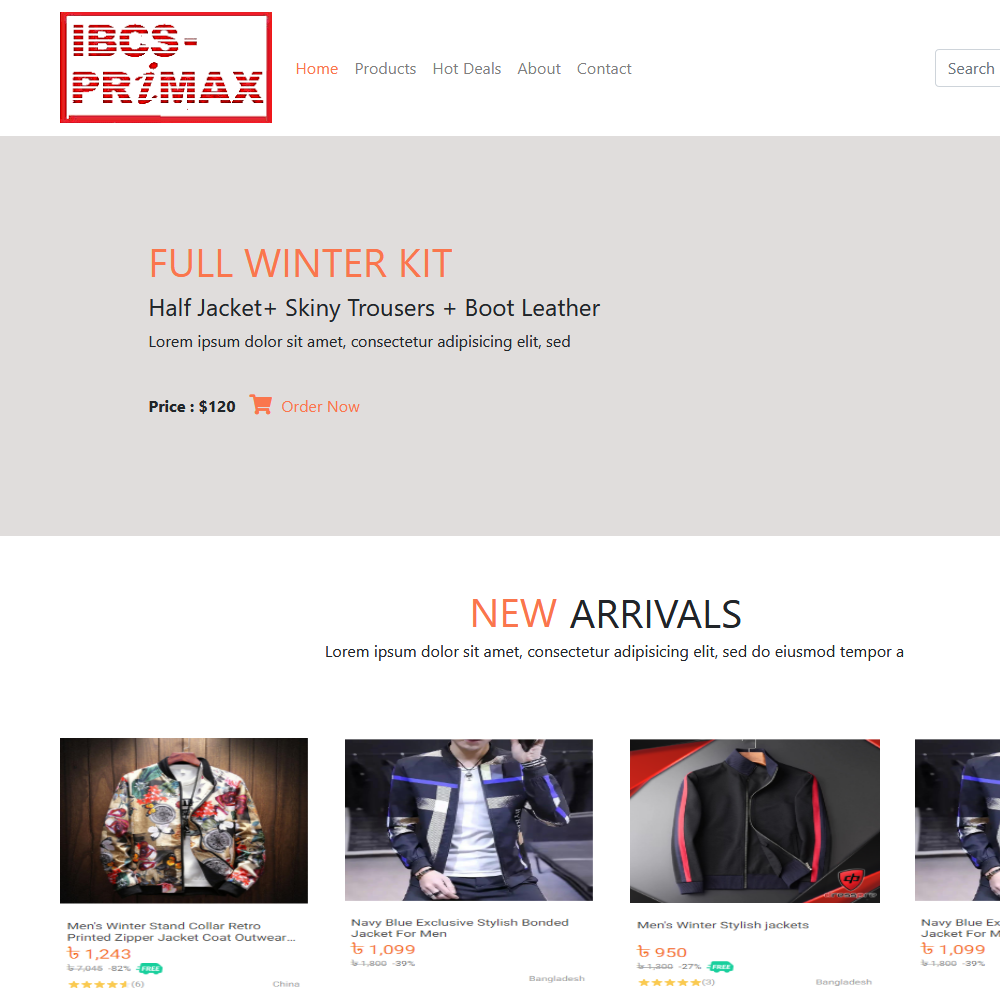 IBCS-
PRiMAX
Home Products Hot Deals About Contact
Search
FULL WINTER KIT
Half Jacket+ Skiny Trousers + Boot Leather
Lorem ipsum dolor sit amet, consectetur adipisicing elit, sed
Price : $120 Order Now
NEW ARRIVALS
Lorem ipsum dolor sit amet, consectetur adipisicing elit, sed do eiusmod tempor a
Men's Winter Stand Collar Retro
Printed Zipper Jacket Coat Outwear...
৳ 1,243
৳ 7,045 -82% FREE
(6) China
Navy Blue Exclusive Stylish Bonded
Jacket For Men
৳ 1,099
৳ 1,800 -39%
Bangladesh
Men's Winter Stylish jackets
৳ 950
৳ 1,300 -27% FREE
(3) Bangladesh
Navy Blue Ex
Jacket For M
৳ 1,099
৳ 1,800 -39%